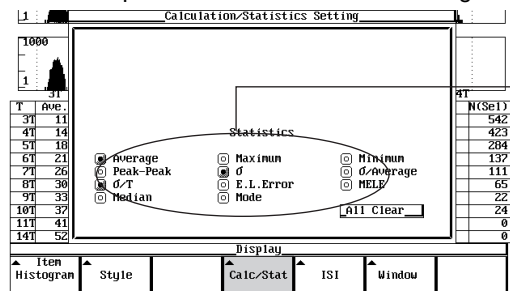 1 Calculation/Statistics Setting
1000
1
3T 4T
T Ave. N(Sel)
3T 11 542
4T 14 Statistics 423
5T 18 284
6T 21 Average Maximum Minimum 137
7T 26 Peak-Peak σ σ/Average 111
8T 30 σ/T E.L.Error MELE 65
9T 33 Median Mode 22
10T 37 All Clear 24
11T 41 0
14T 52 0
Display
Item Histogram Style Calc/Stat ISI Window